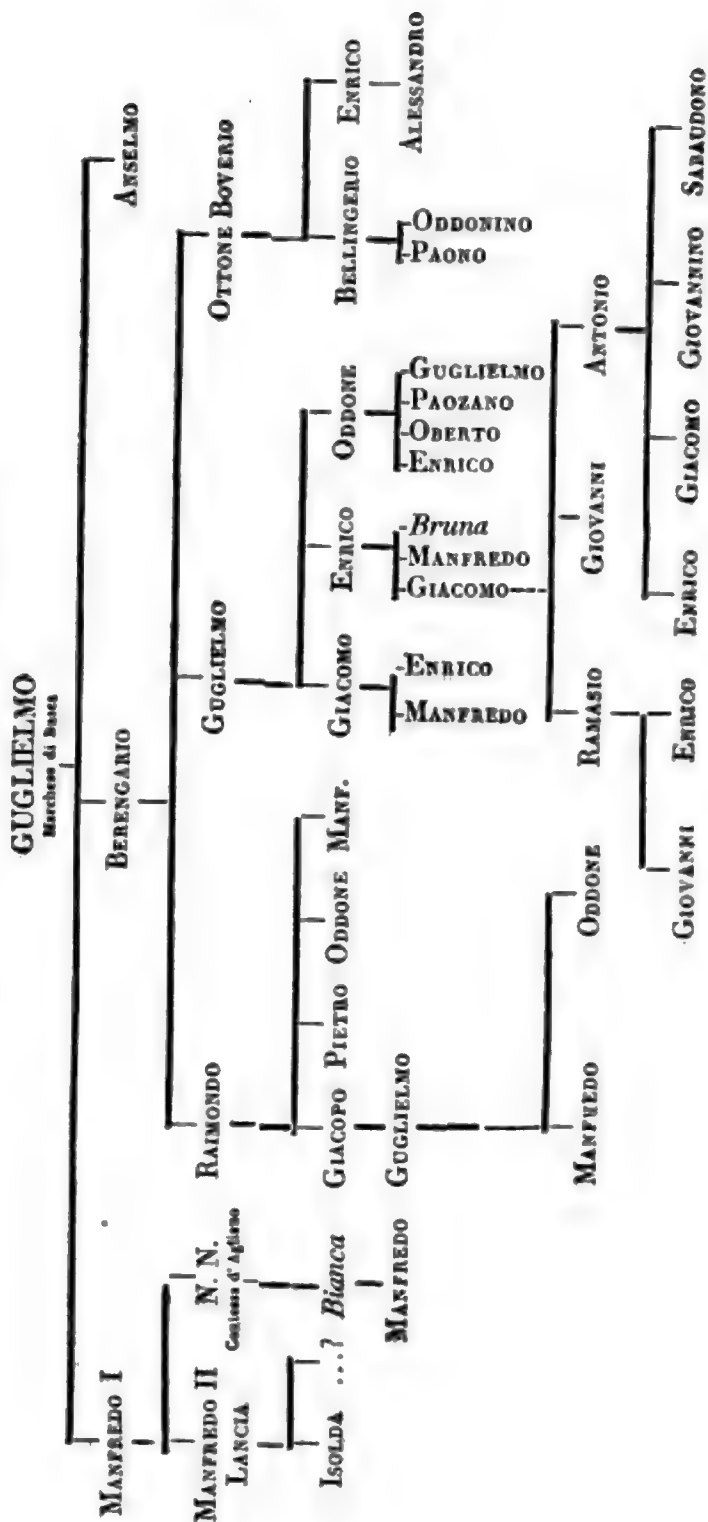 GUGLIELMO
Marchese di Busca
MANFREDO I BERENGARIO ANSELMO
MANFREDO II N. N. RAIMONDO GUGLIELMO OTTONE BOVERIO
LANCIA Contessa d' Agliano
ISOLDA ...? Bianca GIACOPO PIETRO ODDONE MANF. GIACOMO ENRICO ODDONE BELLINGERIO ENRICO
MANFREDO GUGLIELMO
-MANFREDO
-ENRICO
GIACOMO---
-MANFREDO
-Bruna
-ENRICO
-OBERTO
-PAOZANO
-GUGLIELMO
-PAONO
-ODDONINO
ALESSANDRO
MANFREDO ODDONE RAMASIO GIOVANNI ANTONIO
GIOVANNI ENRICO ENRICO GIACOMO GIOVANNINO SABAUDONO